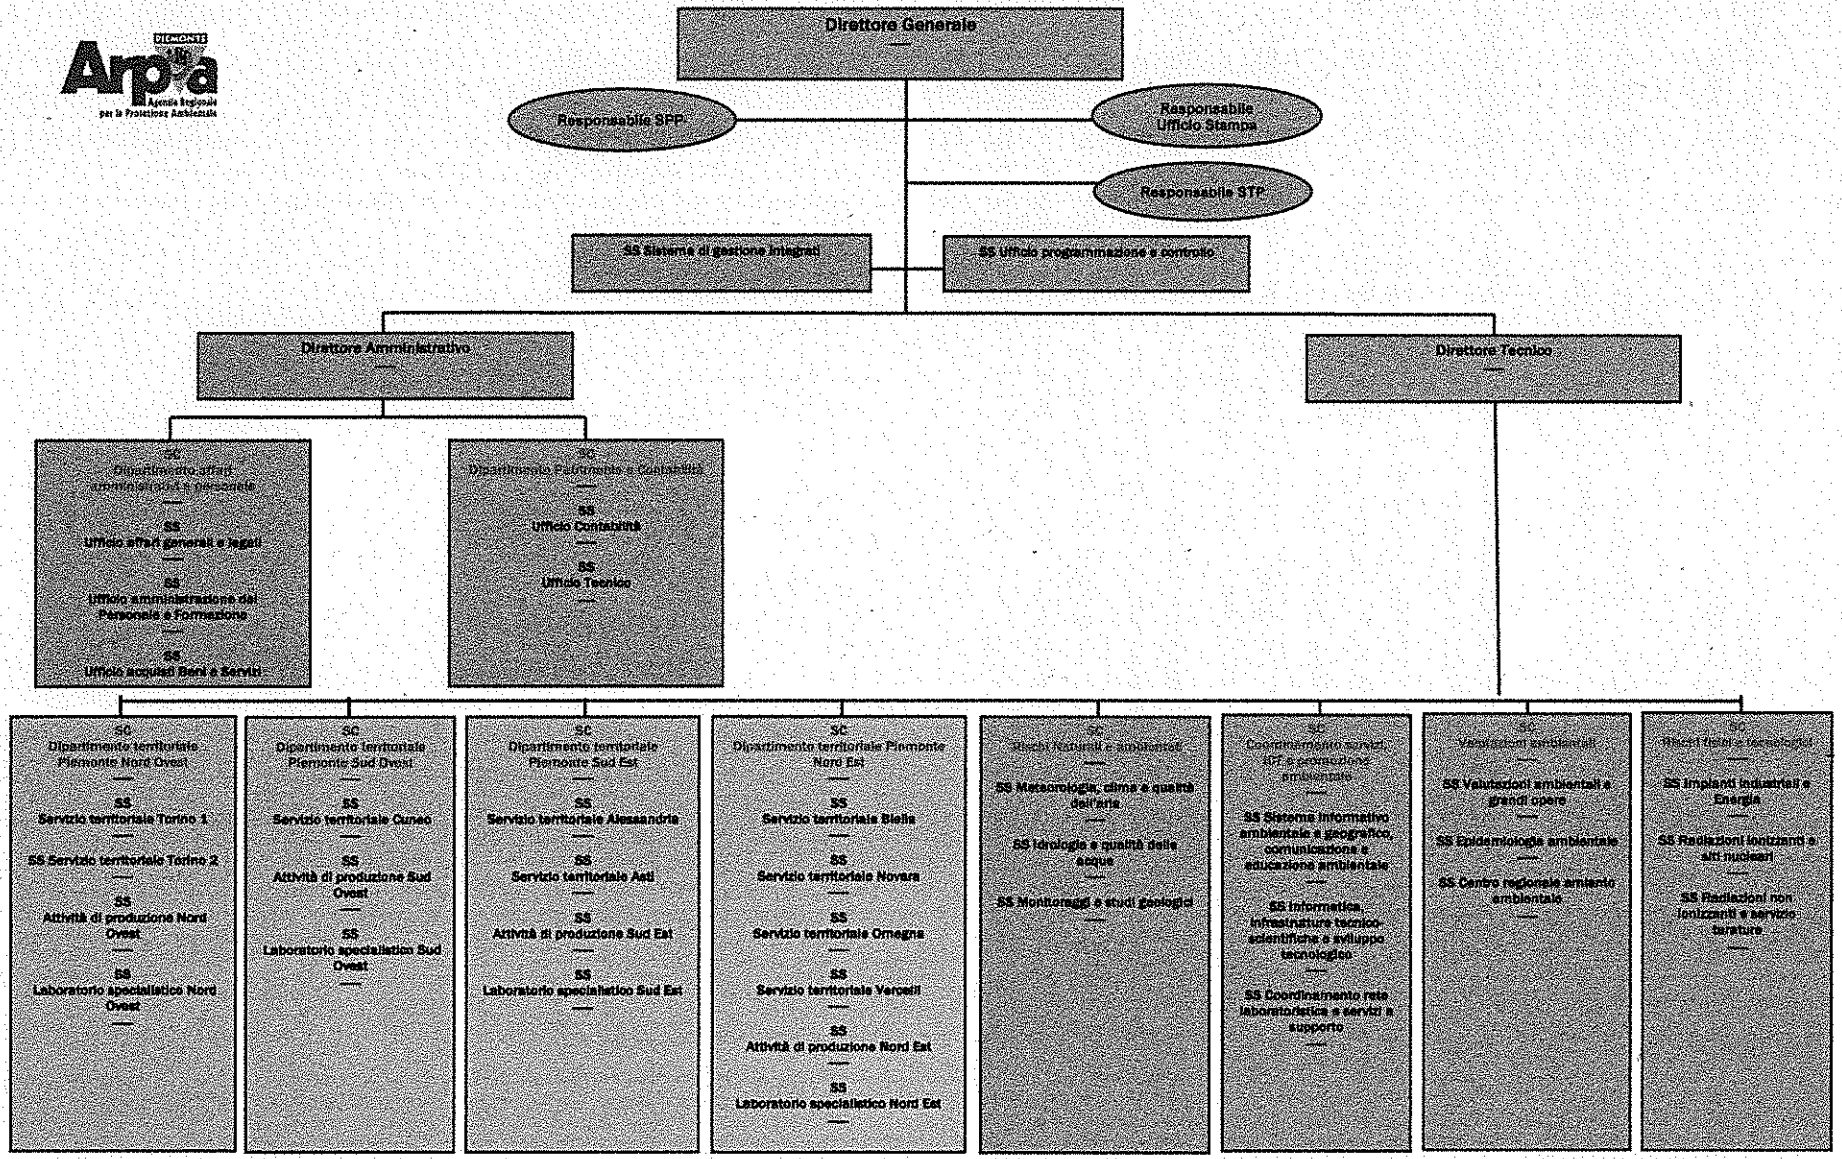 Direttore Generale
PIEMONTE
Arpa
Agenzia Regionale
per la Protezione Ambientale
Responsabile SPP
Responsabile
Ufficio Stampa
Responsabile STP
SS Sistema di gestione integrati
SS Ufficio programmazione e controllo
Direttore Amministrativo
Direttore Tecnico
SC
Dipartimento affari
amministrativi e personale
SS
Ufficio affari generali e legali
SS
Ufficio amministrazione del
Personale e Formazione
SS
Ufficio acquisti Beni e Servizi
SC
Dipartimento Patrimonio e Contabilità
SS
Ufficio Contabilità
SS
Ufficio Tecnico
SC
Dipartimento territoriale
Piemonte Nord Ovest
SS
Servizio territoriale Torino 1
SS Servizio territoriale Torino 2
SS
Attività di produzione Nord
Ovest
SS
Laboratorio specialistico Nord
Ovest
SC
Dipartimento territoriale
Piemonte Sud Ovest
SS
Servizio territoriale Cuneo
SS
Attività di produzione Sud
Ovest
SS
Laboratorio specialistico Sud
Ovest
SC
Dipartimento territoriale
Piemonte Sud Est
SS
Servizio territoriale Alessandria
SS
Servizio territoriale Asti
SS
Attività di produzione Sud Est
SS
Laboratorio specialistico Sud Est
SC
Dipartimento territoriale Piemonte
Nord Est
SS
Servizio territoriale Biella
SS
Servizio territoriale Novara
SS
Servizio territoriale Omegna
SS
Servizio territoriale Vercelli
SS
Attività di produzione Nord Est
SS
Laboratorio specialistico Nord Est
SC
Rischi Naturali e ambientali
SS Meteorologia, clima e qualità
dell'aria
SS Idrologia e qualità delle
acque
SS Monitoraggi e studi geologici
SC
Coordinamento servizi,
ICT e promozione
ambientale
SS Sistema informativo
ambientale e geografico,
comunicazione e
educazione ambientale
SS Informatica,
infrastrutture tecnico-
scientifiche e sviluppo
tecnologico
SS Coordinamento rete
laboratoristica e servizi a
supporto
SC
Valutazioni ambientali
SS Valutazioni ambientali e
grandi opere
SS Epidemiologia ambientale
SS Centro regionale amianto
ambientale
SC
Rischi fisici e tecnologici
SS Impianti industriali e
Energia
SS Radiazioni ionizzanti e
siti nucleari
SS Radiazioni non
ionizzanti e servizio
tarature